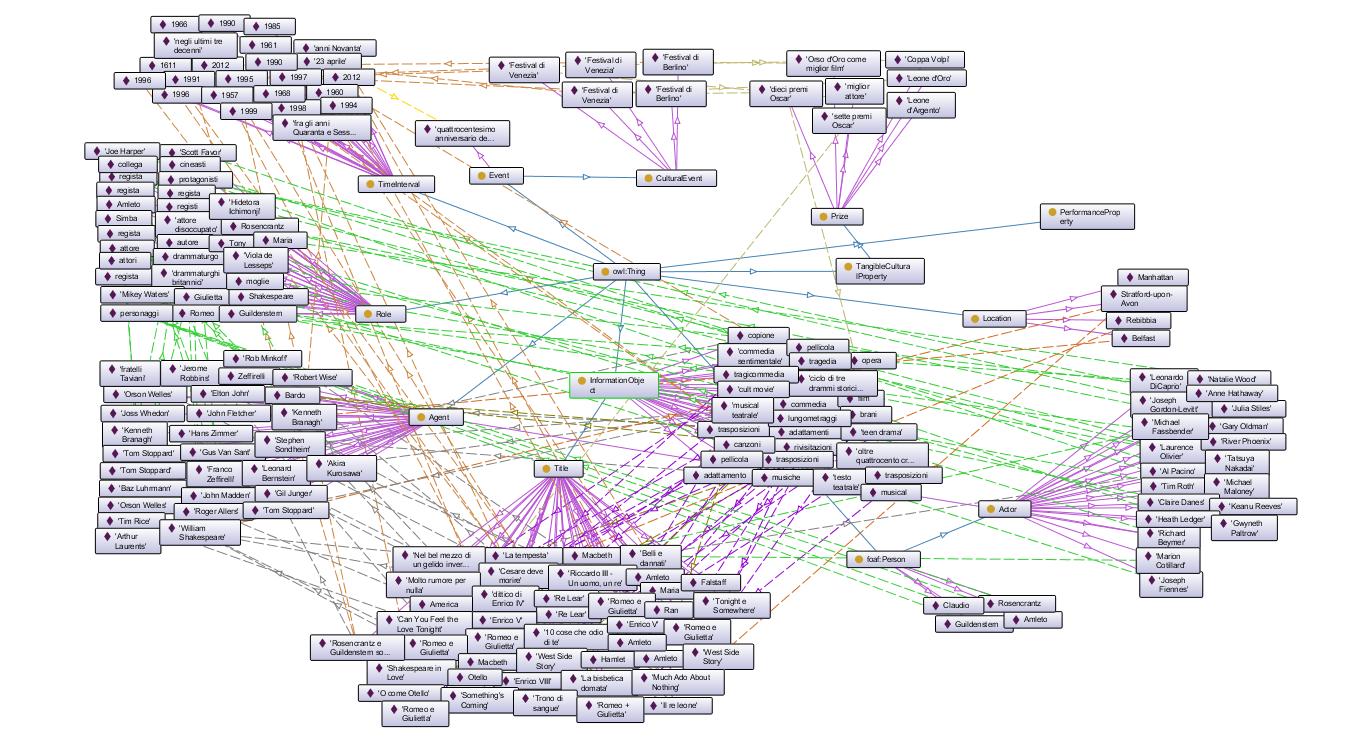 1966
1990
1985
'negli ultimi tre
decenni'
1961
'anni Novanta'
1611
2012
1990
'23 aprile'
1996
1991
1995
1997
2012
1996
1957
1968
1960
1999
1998
1994
'fra gli anni
Quaranta e Sess...
'Festival di
Venezia'
'Festival di
Venezia'
'Festival di
Berlino'
'Festival di
Venezia'
'Festival di
Berlino'
'Orso d'Oro come
miglior film'
'Coppa Volpi'
'Leone d'Oro'
'dieci premi
Oscar'
'miglior
attore'
'Leone
d'Argento'
'sette premi
Oscar'
'quattrocentesimo
anniversario de...
TimeInterval
Event
CulturalEvent
Prize
PerformanceProp
erty
owl:Thing
TangibleCultura
lProperty
Location
Manhattan
Stratford-upon-
Avon
Rebibbia
Belfast
'Joe Harper'
'Scott Favor'
collega
cineasti
regista
protagonisti
regista
regista
Amleto
registi
'Hidetora
Ichimonji'
Simba
'attore
disoccupato'
Rosencrantz
regista
autore
Tony
Maria
attore
attori
drammaturgo
'Viola de
Lesseps'
regista
'drammaturghi
britannici'
moglie
'Mikey Waters'
Giulietta
Shakespeare
personaggi
Romeo
Guildenstern
Role
'fratelli
Taviani'
'Jerome
Robbins'
'Rob Minkoff'
Zeffirelli
'Robert Wise'
'Orson Welles'
'Elton John'
Bardo
'Joss Whedon'
'John Fletcher'
'Kenneth
Branagh'
'Kenneth
Branagh'
'Hans Zimmer'
'Stephen
Sondheim'
'Tom Stoppard'
'Gus Van Sant'
'Tom Stoppard'
'Franco
Zeffirelli'
'Leonard
Bernstein'
'Akira
Kurosawa'
'Baz Luhrmann'
'John Madden'
'Gil Junger'
'Orson Welles'
'Roger Allers'
'Tom Stoppard'
'Tim Rice'
'William
Shakespeare'
'Arthur
Laurents'
Agent
InformationObje
ct
Title
copione
'commedia
sentimentale'
pellicola
tragedia
opera
tragicommedia
'cult movie'
'ciclo di tre
drammi storici...
film
'musical
teatrale'
commedia
lungometraggi
brani
trasposizioni
adattamenti
'teen drama'
canzoni
rivisitazioni
'oltre
quattrocento cr...
pellicola
trasposizioni
adattamento
musiche
'testo
teatrale'
trasposizioni
musical
Actor
foaf:Person
'Leonardo
DiCaprio'
'Natalie Wood'
'Anne Hathaway'
'Joseph
Gordon-Levitt'
'Julia Stiles'
'Michael
Fassbender'
'Gary Oldman'
'River Phoenix'
'Laurence
Olivier'
'Tatsuya
Nakadai'
'Al Pacino'
'Tim Roth'
'Michael
Maloney'
'Claire Danes'
'Keanu Reeves'
'Heath Ledger'
'Gwyneth
Paltrow'
'Richard
Beymer'
'Marion
Cotillard'
'Joseph
Fiennes'
Claudio
Rosencrantz
Guildenstern
Amleto
'Nel bel mezzo di
un gelido inver...
'La tempesta'
Macbeth
'Belli e
dannati'
'Molto rumore per
nulla'
'Cesare deve
morire'
'Riccardo III -
Un uomo, un re'
Amleto
Falstaff
Maria
America
'dittico di
Enrico IV'
'Re Lear'
'Romeo e
Giulietta'
Ran
'Tonight e
Somewhere'
'Can You Feel the
Love Tonight'
'Enrico V'
'Re Lear'
'Enrico V'
'Romeo e
Giulietta'
'Rosencrantz e
Guildenstern so...
'Romeo e
Giulietta'
'Romeo e
Giulietta'
'10 cose che odio
di te'
Amleto
'West Side
Story'
Macbeth
'West Side
Story'
Hamlet
Amleto
'Shakespeare in
Love'
Otello
'Enrico VIII'
'La bisbetica
domata'
'Much Ado About
Nothing'
'O come Otello'
'Something's
Coming'
'Trono di
sangue'
'Romeo +
Giulietta'
'Il re leone'
'Romeo e
Giulietta'